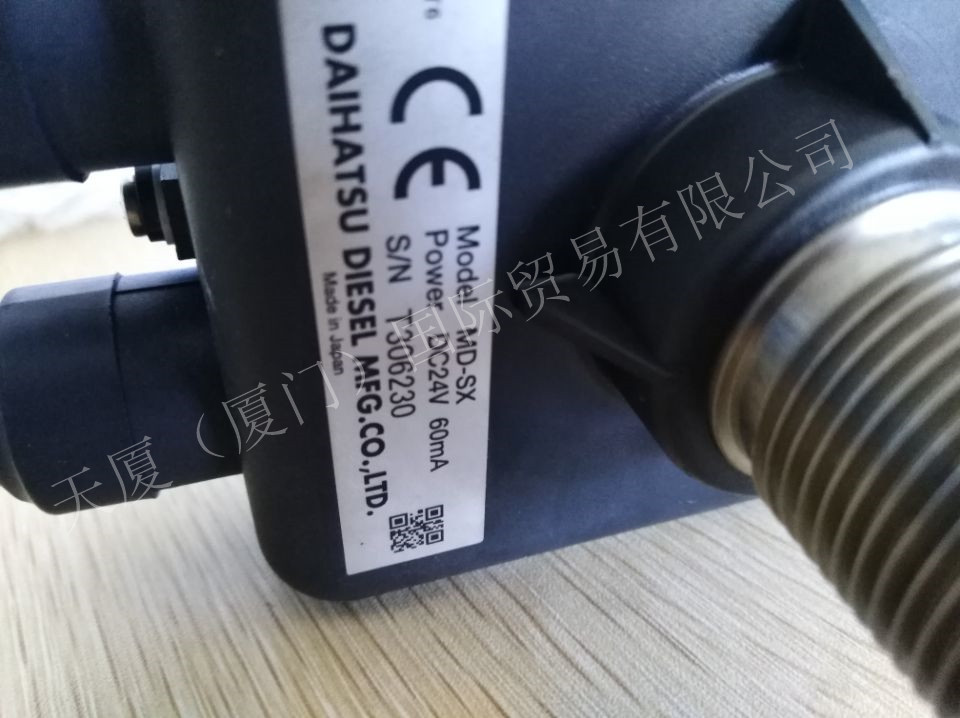 CE
Model MD-SX
Power DC24V 60mA
S/N T306230
DAIHATSU DIESEL MFG.CO.,LTD.
Made in Japan
天厦（厦门）国际贸易有限公司